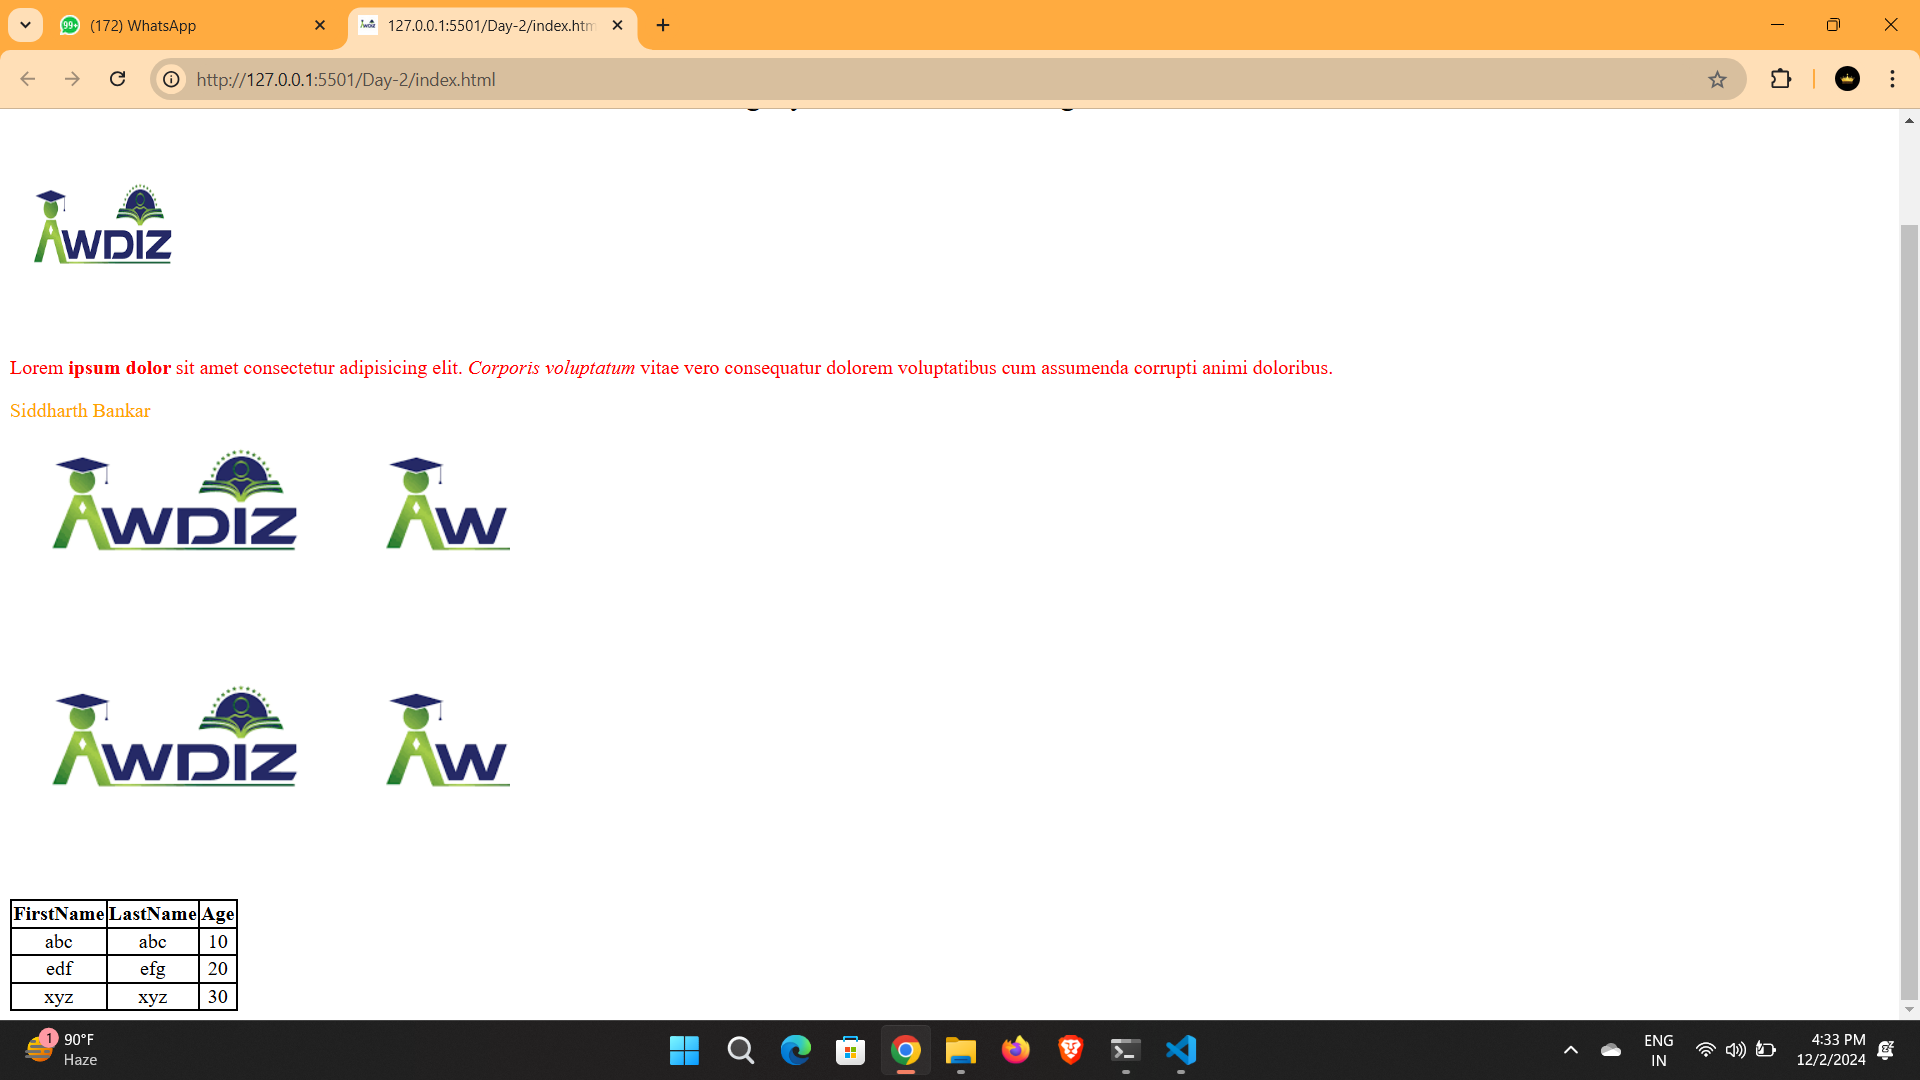 (172) WhatsApp
127.0.0.1:5501/Day-2/index.htm
http://127.0.0.1:5501/Day-2/index.html
AWDIZ
Lorem ipsum dolor sit amet consectetur adipisicing elit. Corporis voluptatum vitae vero consequatur dolorem voluptatibus cum assumenda corrupti animi doloribus.
Siddharth Bankar
AWDIZ AW
AWDIZ AW
FirstName LastName Age
abc abc 10
edf efg 20
xyz xyz 30
1
90°F
Haze
ENG
IN
4:33 PM
12/2/2024
99+